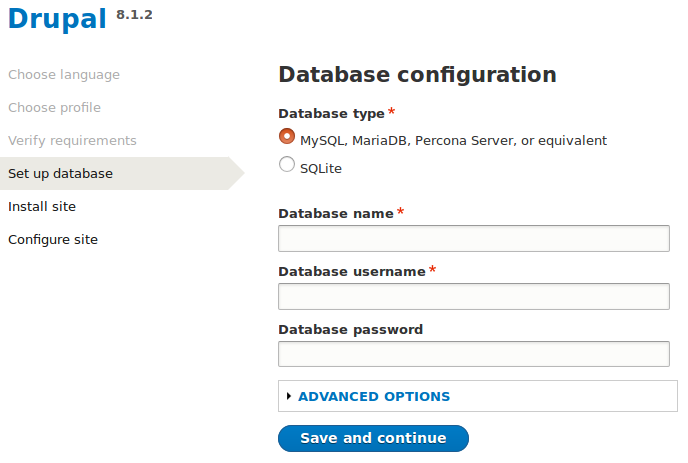 Drupal 8.1.2
Choose language
Choose profile
Verify requirements
Set up database
Install site
Configure site
Database configuration
Database type*
MySQL, MariaDB, Percona Server, or equivalent
SQLite
Database name*
Database username*
Database password
ADVANCED OPTIONS
Save and continue